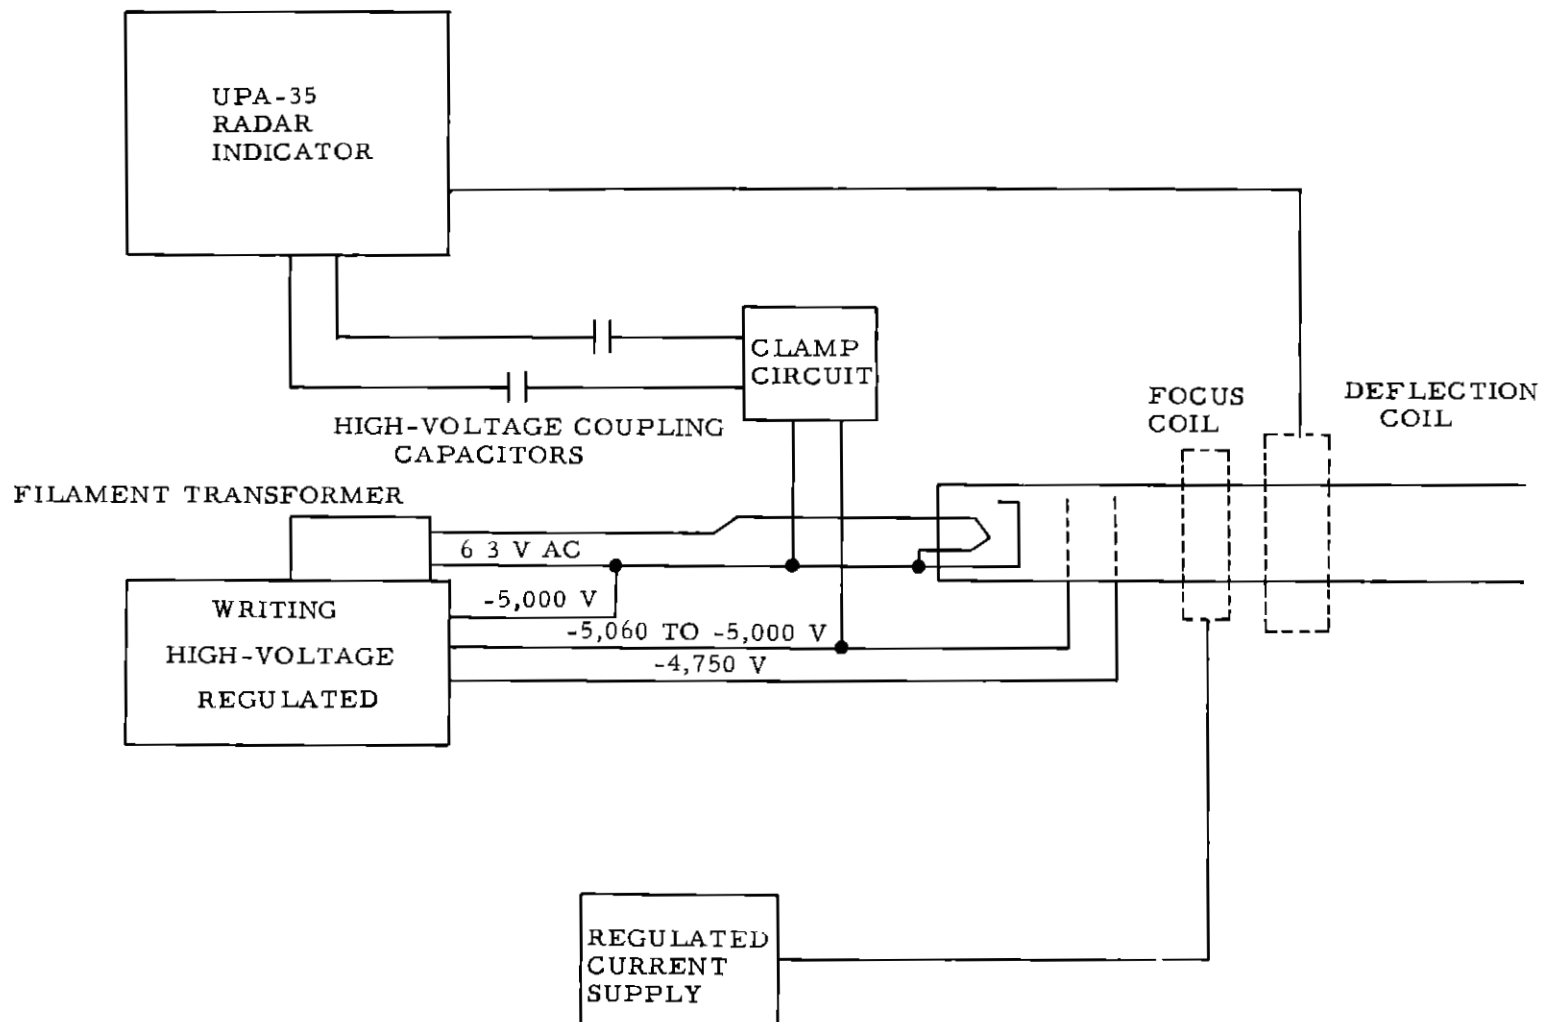 UPA-35
RADAR
INDICATOR
CLAMP
CIRCUIT
HIGH-VOLTAGE COUPLING
CAPACITORS
FOCUS
COIL
DEFLECTION
COIL
FILAMENT TRANSFORMER
6 3 V AC
-5,000 V
-5,060 TO -5,000 V
-4,750 V
WRITING
HIGH-VOLTAGE
REGULATED
REGULATED
CURRENT
SUPPLY